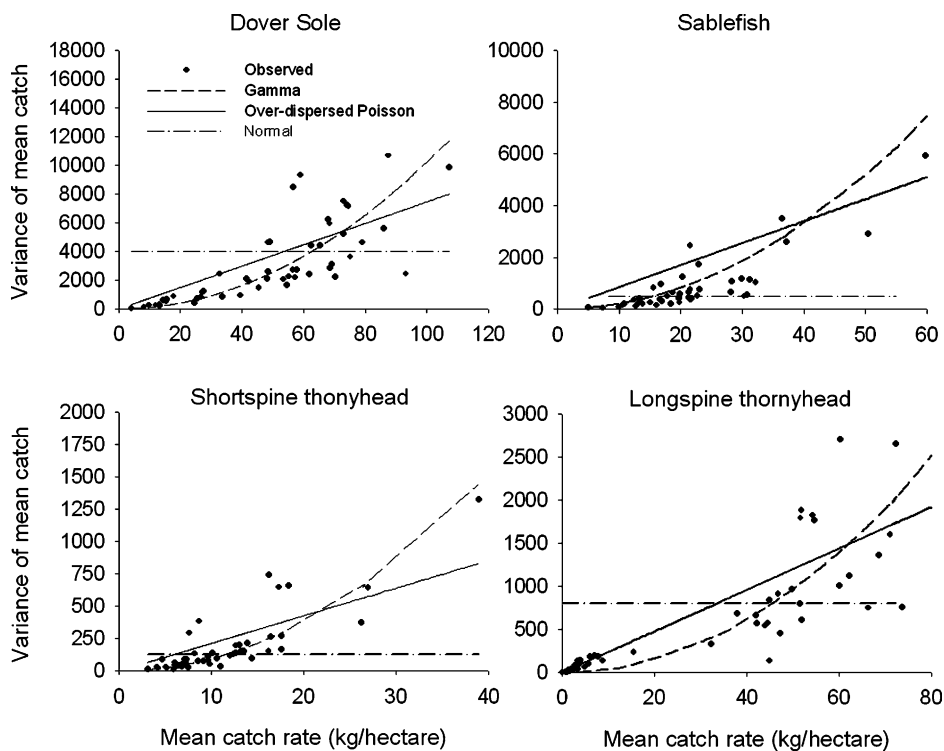 Dover Sole
Sablefish
Variance of mean catch
18000
16000
14000
12000
10000
8000
6000
4000
2000
0
Observed
Gamma
Over-dispersed Poisson
Normal
0 20 40 60 80 100 120
10000
8000
6000
4000
2000
0
0 10 20 30 40 50 60
Shortspine thonyhead
Longspine thornyhead
Variance of mean catch
2000
1750
1500
1250
1000
750
500
250
0
0 10 20 30 40
Mean catch rate (kg/hectare)
3000
2500
2000
1500
1000
500
0
0 20 40 60 80
Mean catch rate (kg/hectare)